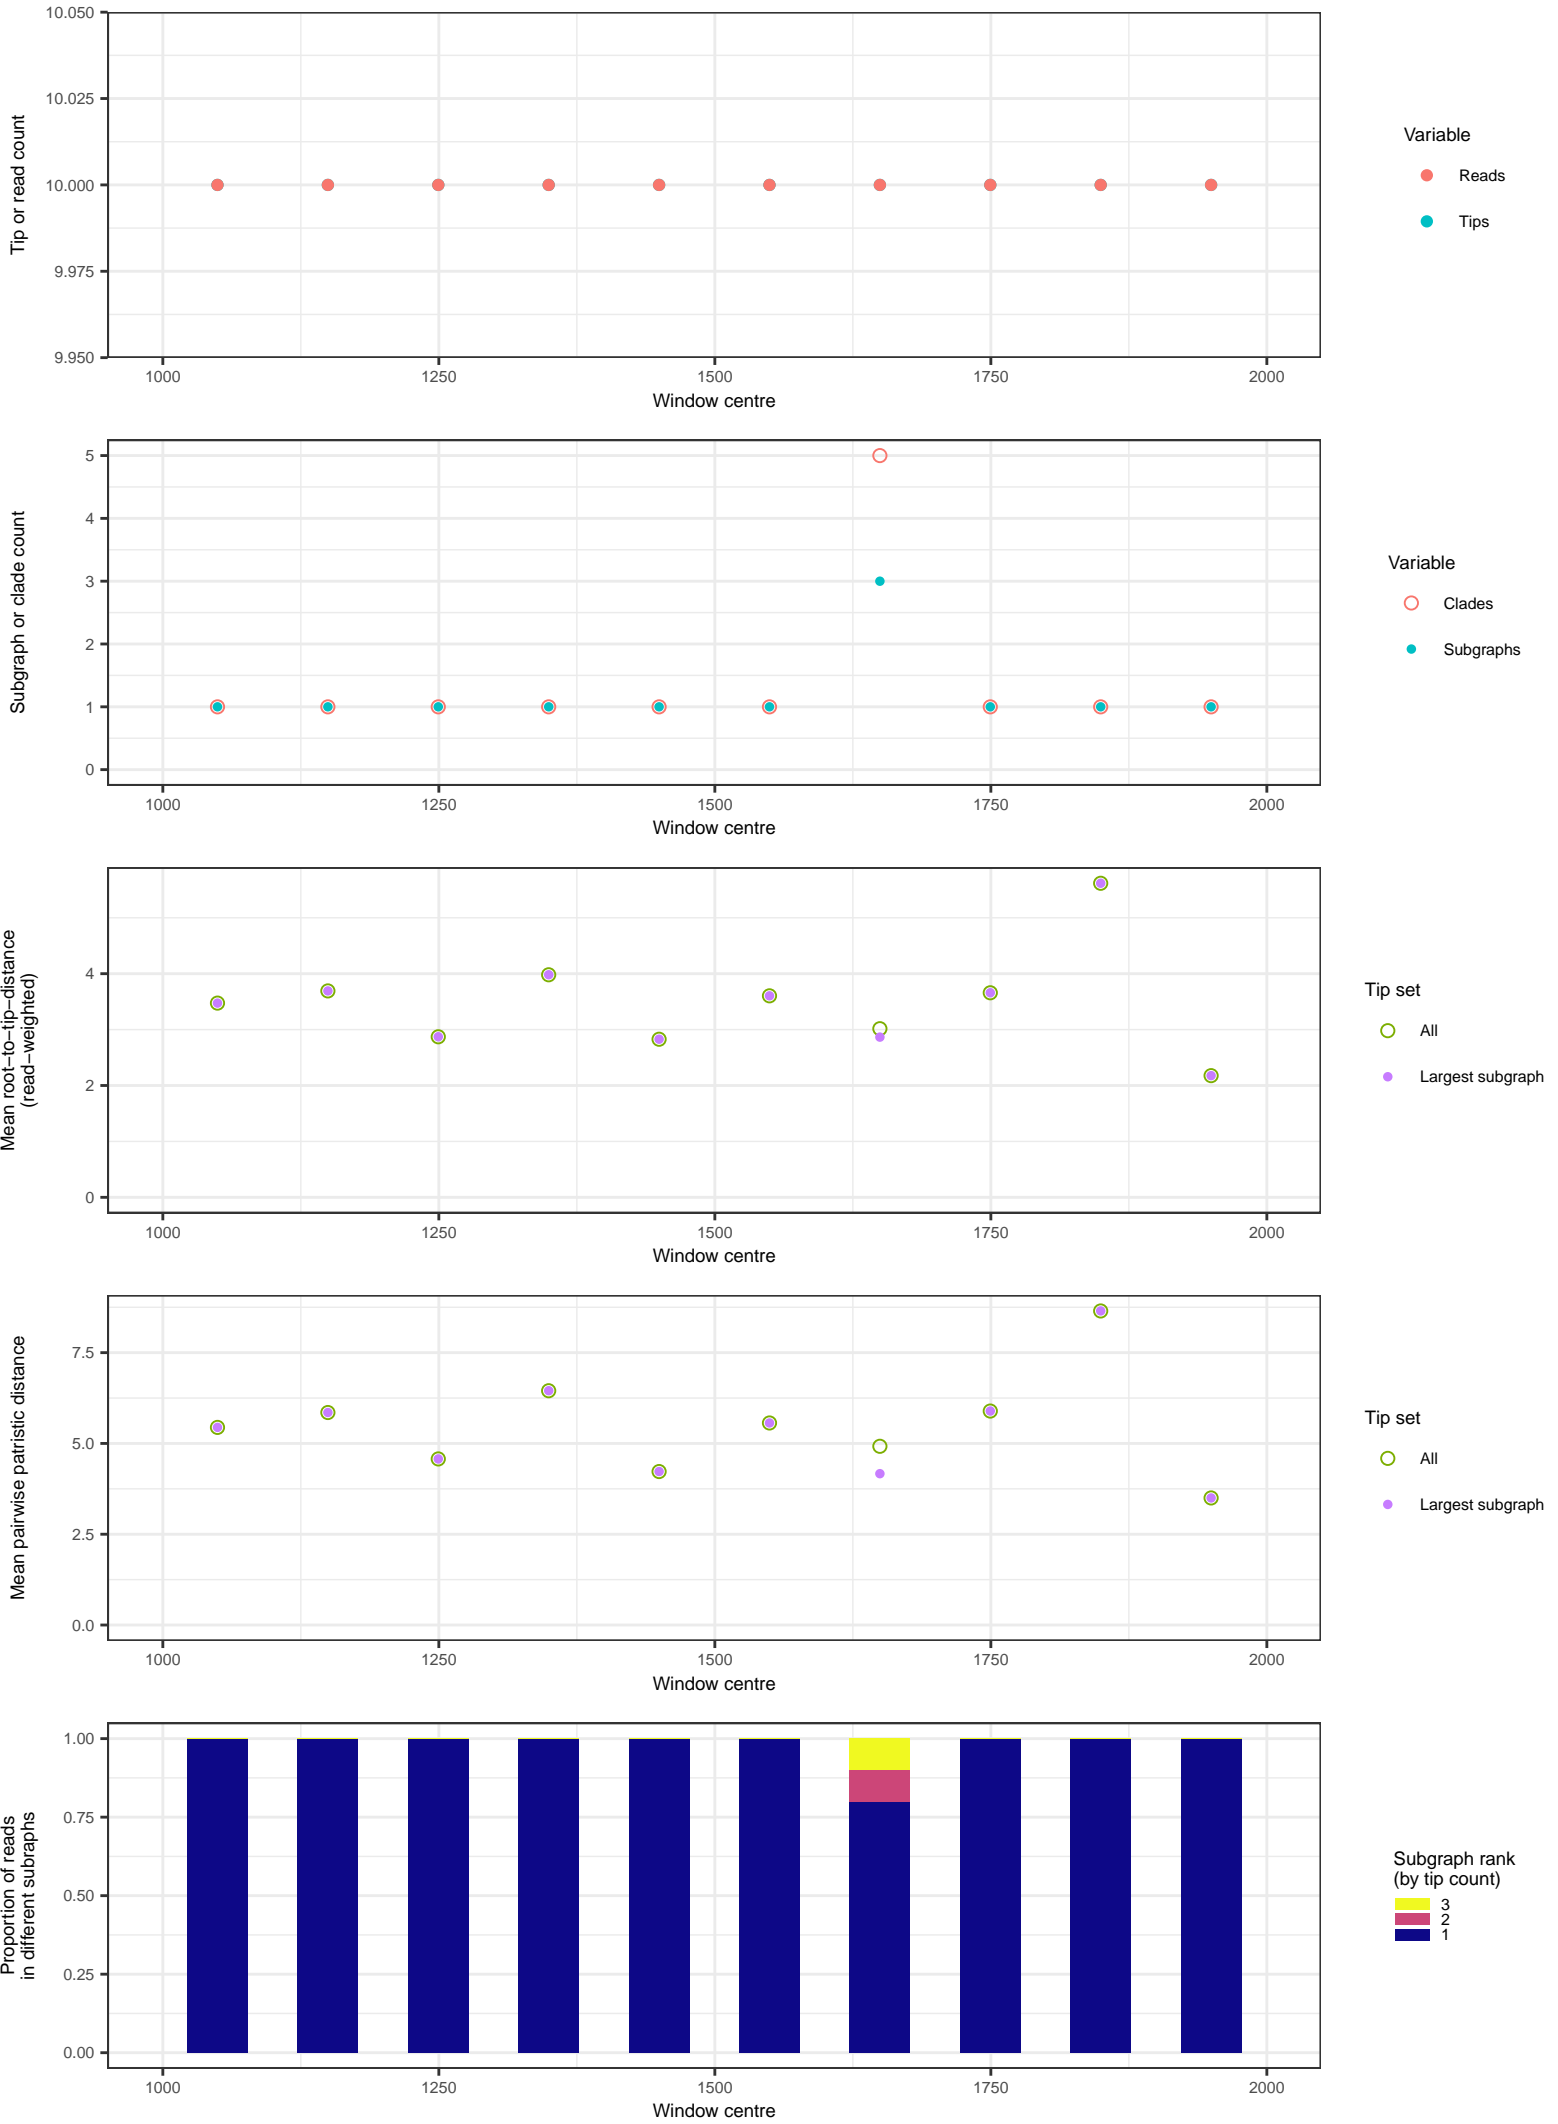 10.050
10.025
10.000
9.975
9.950
Tip or read count
1000 1250 1500 1750 2000
Window centre
Variable
Reads
Tips
5
4
3
2
1
0
Subgraph or clade count
1000 1250 1500 1750 2000
Window centre
Variable
Clades
Subgraphs
4
2
0
Mean root−to−tip−distance
(read−weighted)
1000 1250 1500 1750 2000
Window centre
Tip set
All
Largest subgraph
7.5
5.0
2.5
0.0
Mean pairwise patristic distance
1000 1250 1500 1750 2000
Window centre
Tip set
All
Largest subgraph
1.00
0.75
0.50
0.25
0.00
Proportion of reads
in different subraphs
1000 1250 1500 1750 2000
Window centre
Subgraph rank
(by tip count)
3
2
1